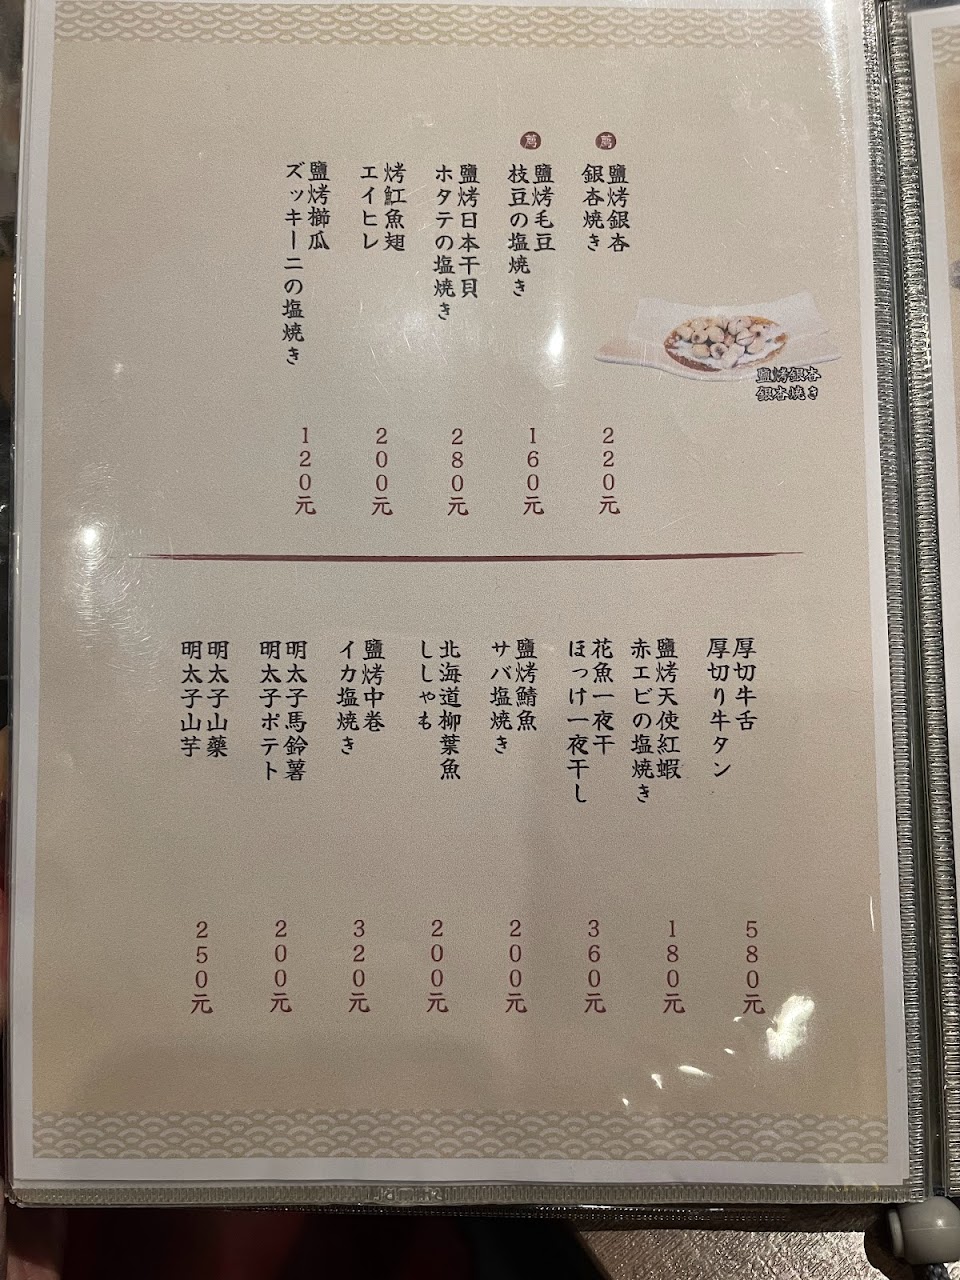 薦
鹽烤銀杏
銀杏焼き
220元
薦
鹽烤毛豆
枝豆の塩焼き
160元
鹽烤日本干貝
ホタテの塩焼き
280元
烤魟魚翅
エイヒレ
200元
鹽烤櫛瓜
ズッキーニの塩焼き
120元
鹽烤銀杏
銀杏焼き
厚切牛舌
厚切り牛タン
580元
鹽烤天使紅蝦
赤エビの塩焼き
180元
花魚一夜干
ほっけ一夜干し
360元
鹽烤鯖魚
サバ塩焼き
200元
北海道柳葉魚
ししゃも
200元
鹽烤中卷
イカ塩焼き
320元
明太子馬鈴薯
明太子ポテト
200元
明太子山藥
明太子山芋
250元